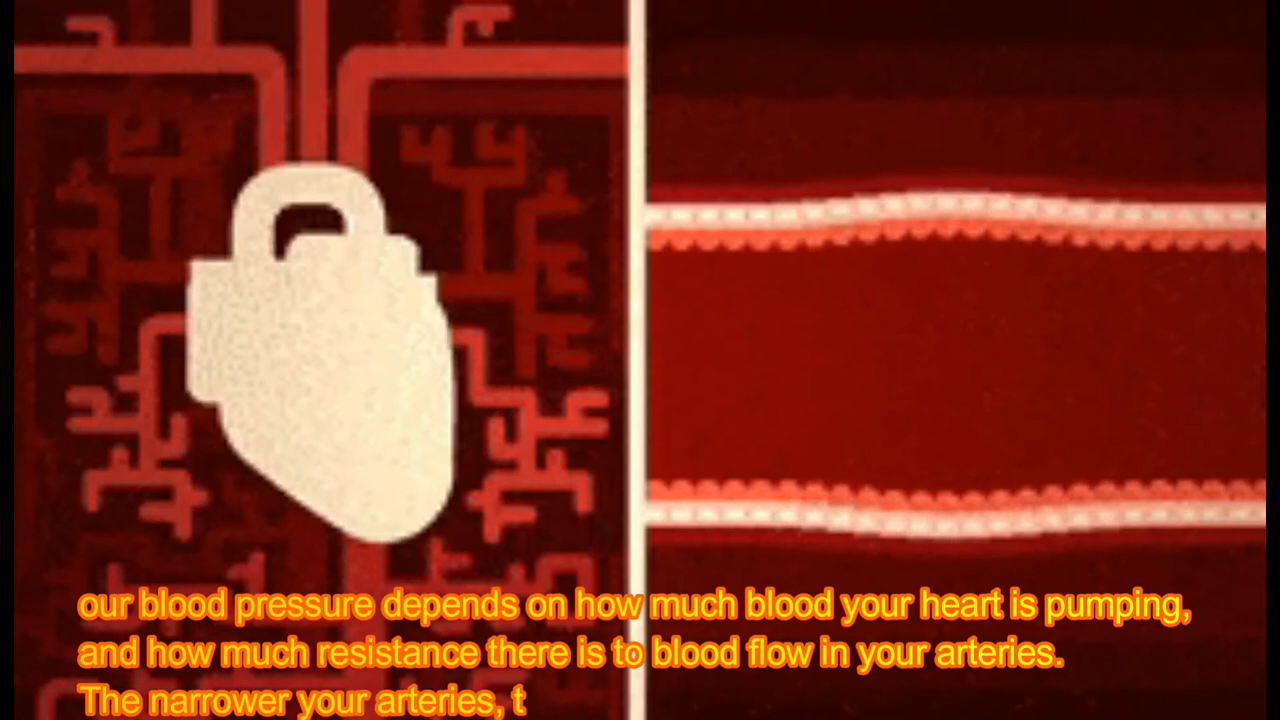 our blood pressure depends on how much blood your heart is pumping,
and how much resistance there is to blood flow in your arteries.
The narrower your arteries, t